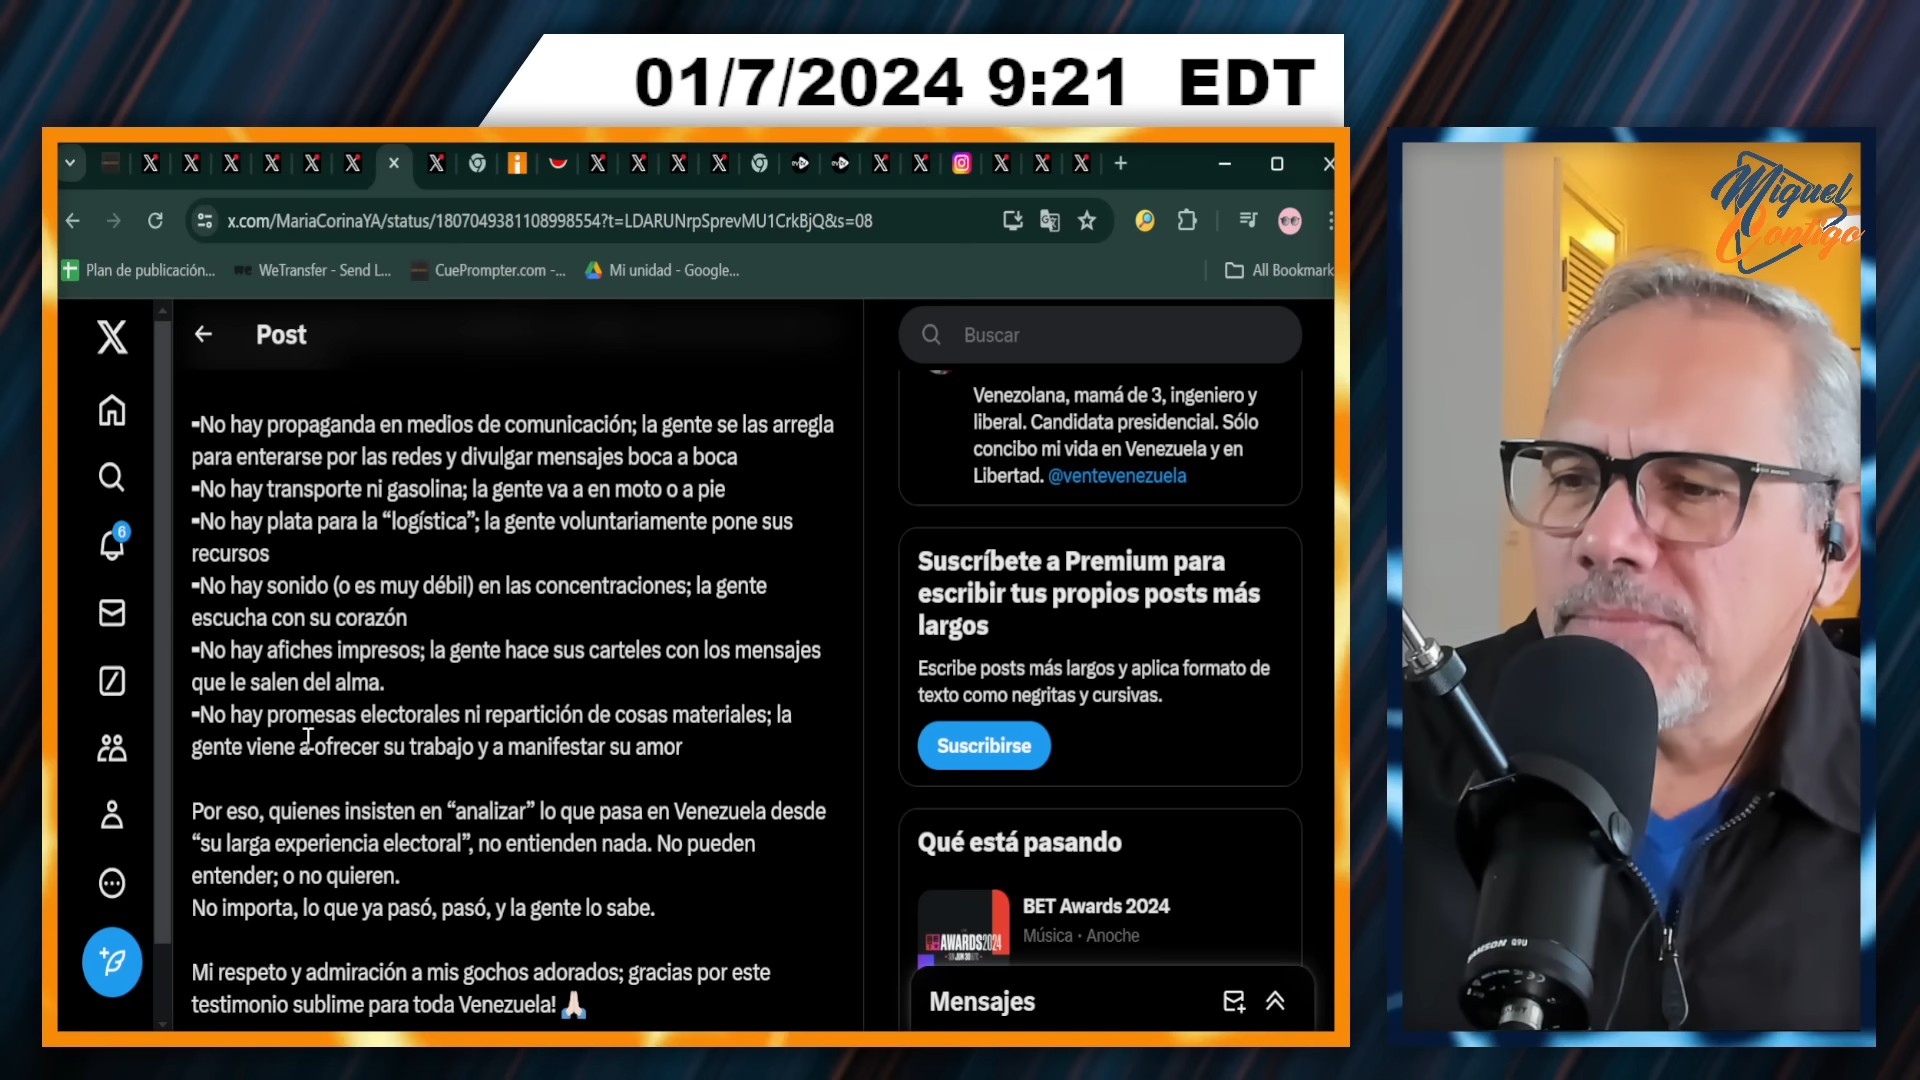 01/7/2024 9:21 EDT
x.com/MariaCorinaYA/status/1807049381108998554?t=LDARUNrpSprevMU1CrkBjQ&s=08
Plan de publicación...
WeTransfer - Send L...
CuePrompter.com -...
Mi unidad - Google...
All Bookmark
Post
-No hay propaganda en medios de comunicación; la gente se las arregla
para enterarse por las redes y divulgar mensajes boca a boca
-No hay transporte ni gasolina; la gente va a en moto o a pie
-No hay plata para la “logística”; la gente voluntariamente pone sus
recursos
-No hay sonido (o es muy débil) en las concentraciones; la gente
escucha con su corazón
-No hay afiches impresos; la gente hace sus carteles con los mensajes
que le salen del alma.
-No hay promesas electorales ni repartición de cosas materiales; la
gente viene a ofrecer su trabajo y a manifestar su amor
Por eso, quienes insisten en “analizar” lo que pasa en Venezuela desde
“su larga experiencia electoral”, no entienden nada. No pueden
entender; o no quieren.
No importa, lo que ya pasó, pasó, y la gente lo sabe.
Mi respeto y admiración a mis gochos adorados; gracias por este
testimonio sublime para toda Venezuela!
6
Buscar
Venezolana, mamá de 3, ingeniero y
liberal. Candidata presidencial. Sólo
concibo mi vida en Venezuela y en
Libertad. @ventevenezuela
Suscríbete a Premium para
escribir tus propios posts más
largos
Escribe posts más largos y aplica formato de
texto como negritas y cursivas.
Suscribirse
Qué está pasando
BET Awards 2024
Música · Anoche
AWARDS2024
Mensajes
Miguel
Contigo